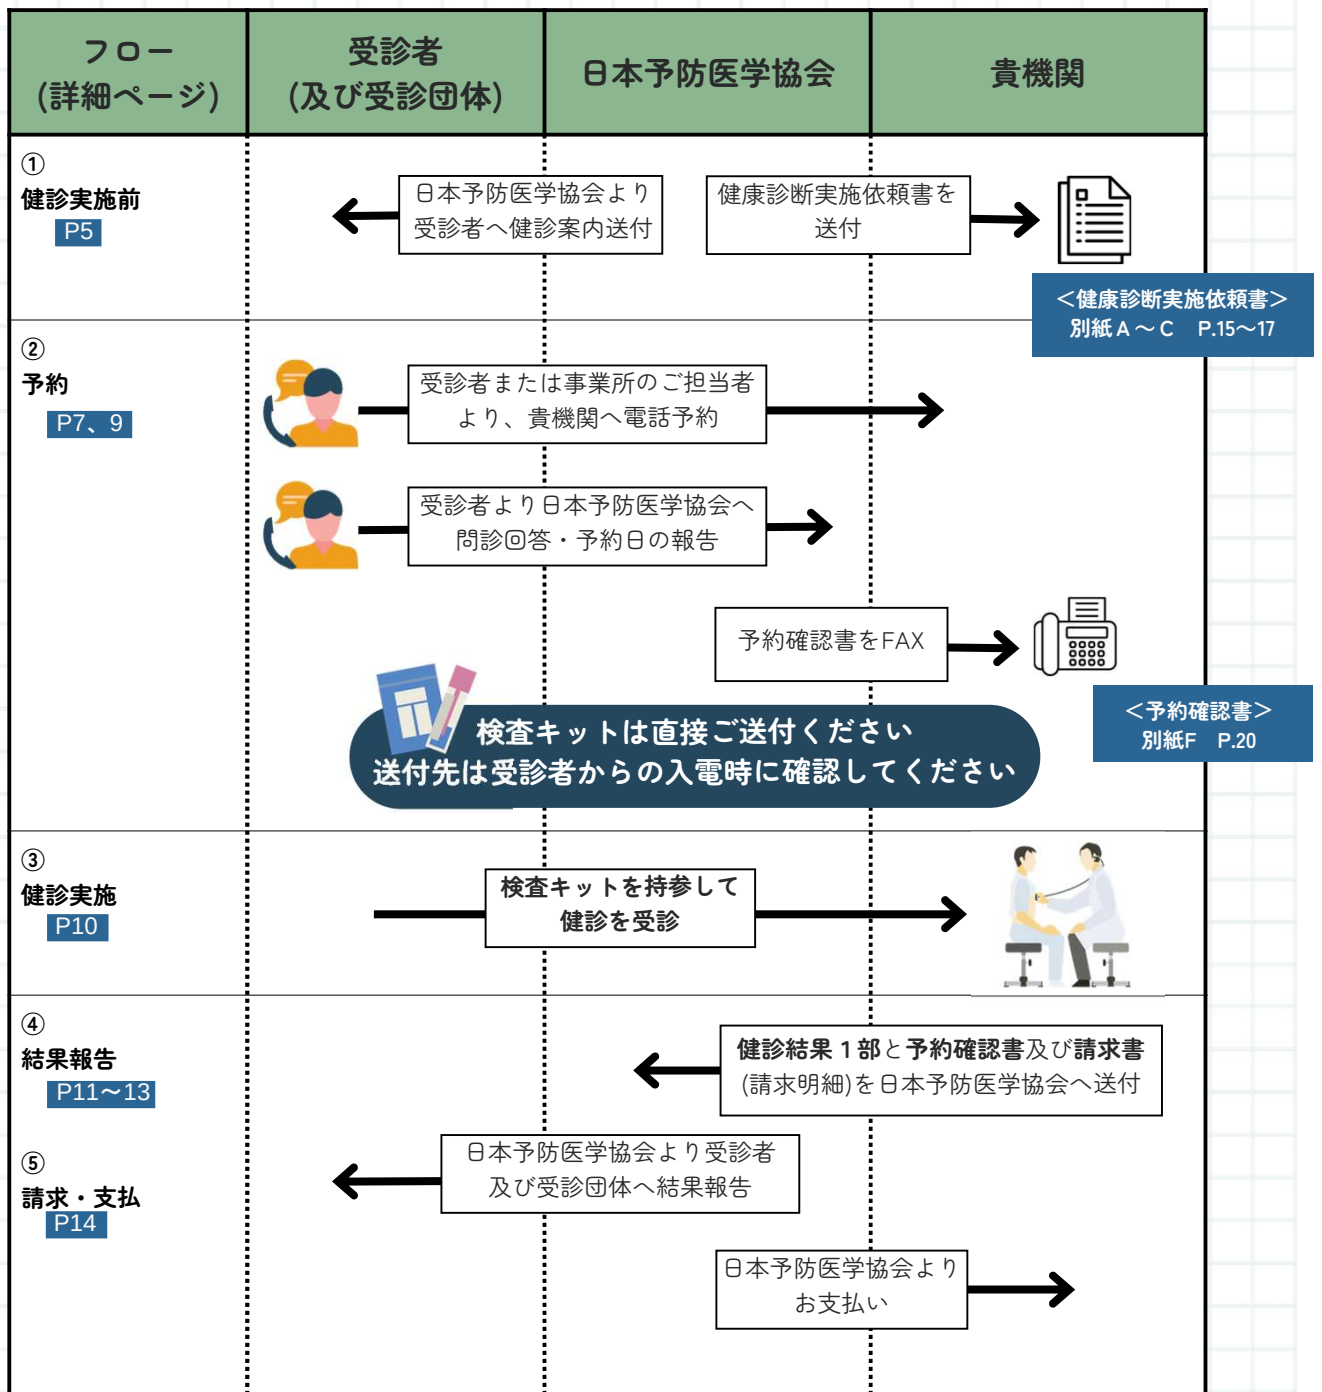 フロー
(詳細ページ)
受診者
(及び受診団体)
日本予防医学協会
貴機関
①
健診実施前
P5
日本予防医学協会より
受診者へ健診案内送付
健康診断実施依頼書を
送付
＜健康診断実施依頼書＞
別紙A～C P.15～17
②
予約
P7、9
受診者または事業所のご担当者
より、貴機関へ電話予約
受診者より日本予防医学協会へ
問診回答・予約日の報告
予約確認書をFAX
＜予約確認書＞
別紙F P.20
検査キットは直接ご送付ください
送付先は受診者からの入電時に確認してください
③
健診実施
P10
検査キットを持参して
健診を受診
④
結果報告
P11～13
健診結果１部と予約確認書及び請求書
(請求明細)を日本予防医学協会へ送付
日本予防医学協会より受診者
及び受診団体へ結果報告
⑤
請求・支払
P14
日本予防医学協会より
お支払い